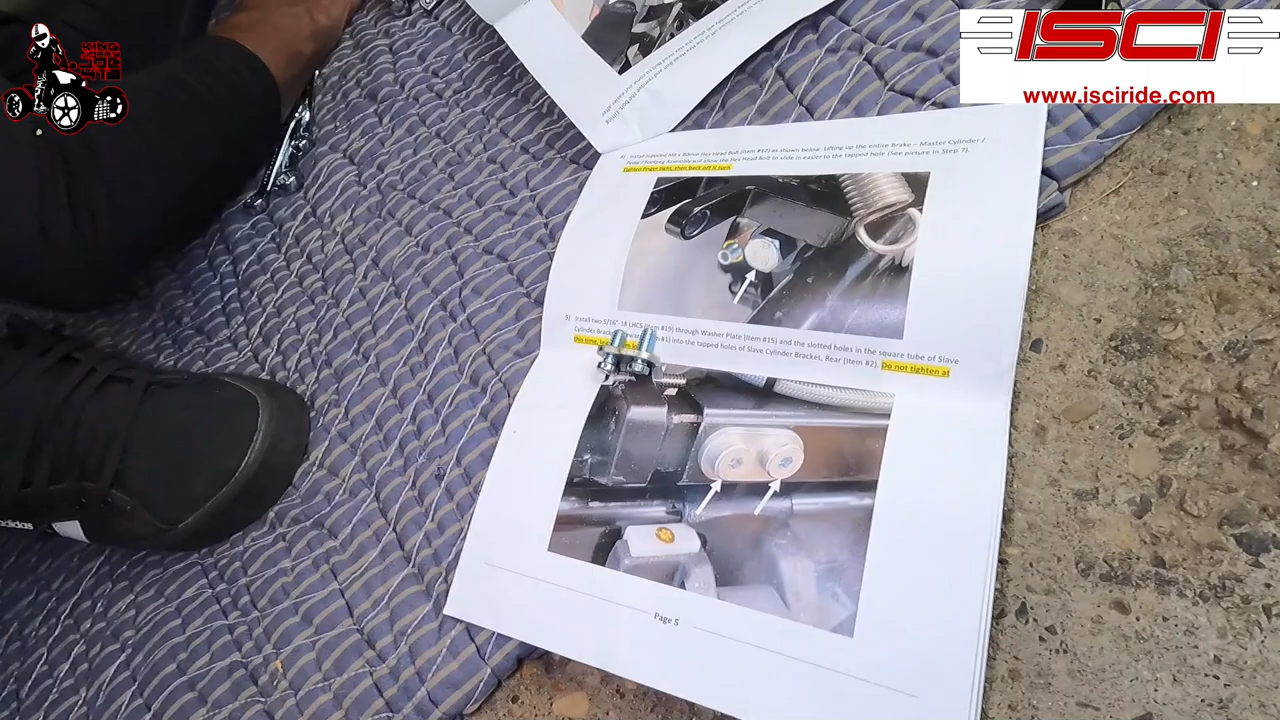 KING
ISCI
www.isciride.com
8) Install supplied M8 x 80mm Hex Head Bolt (Item #12) as shown below. Lifting up the entire Brake – Master Cylinder /
Pedal / Footpeg Assembly will allow the Hex Head Bolt to slide in easier to the tapped hole (See picture in Step 7).
Tighten finger tight, then back off ½ turn.
9) Install two 5/16"-18 LHCS (Item #19) through Washer Plate (Item #15) and the slotted holes in the square tube of Slave
Cylinder #1) into the tapped holes of Slave Cylinder Bracket, Rear (Item #2). Do not tighten at
this time,
Page 5
adidas